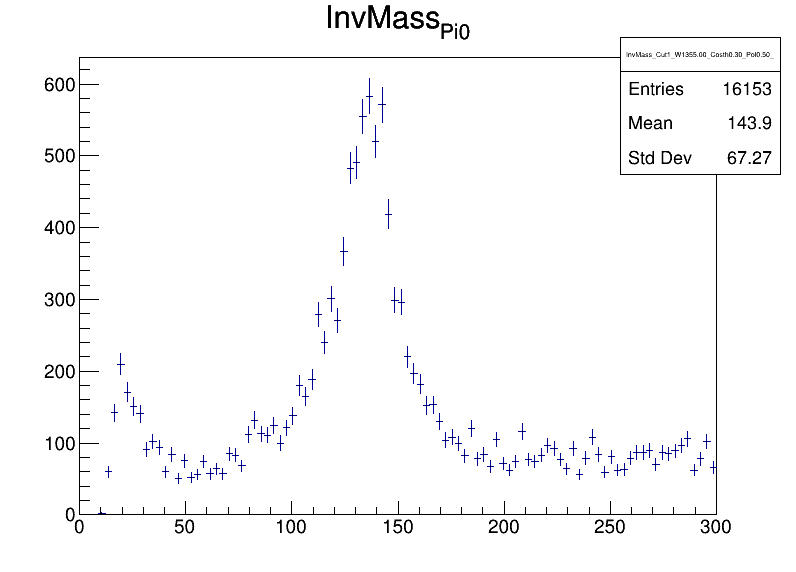 InvMass_Pi0
InvMass_Cut1_W1355.00_Costh0.30_Pol0.50_
Entries 16153
Mean 143.9
Std Dev 67.27
600
500
400
300
200
100
0
0 50 100 150 200 250 300